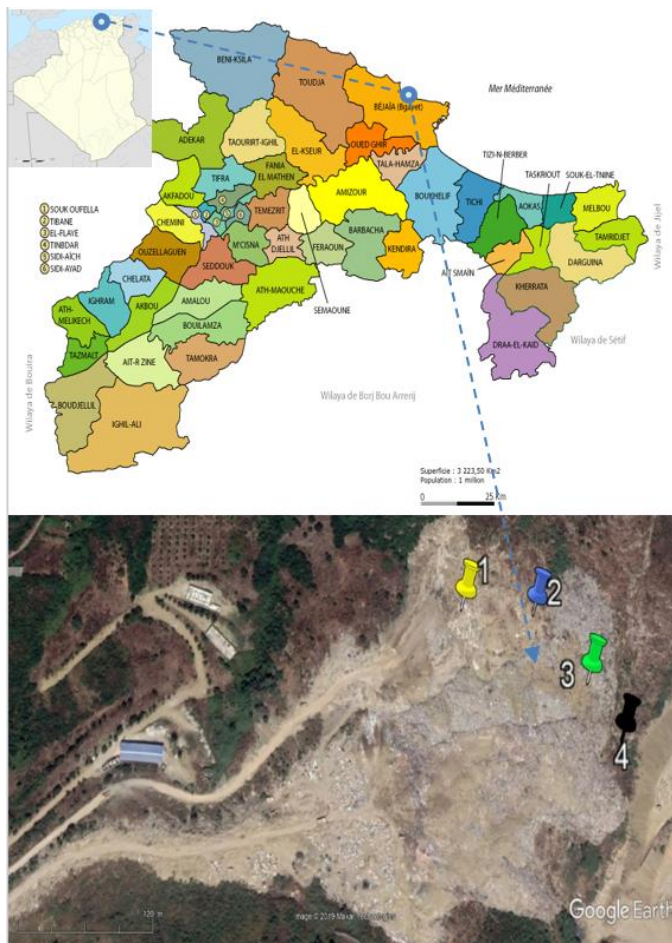 BENI-KSILA
TOUDJA
BÉJAÏA (Bgayet)
Mer Méditerranée
ADEKAR
TAOURIRT-IGHIL
EL-KSEUR
OUED GHIR
TALA-HAMZA
TIZI-N-BERBER
TASKRIOUT
SOUK-EL-TNINE
TIFRA
FANIA
EL MATHEN
AKFADOU
AMIZOUR
BOUKHELIF
TICHI
AOKAS
MELBOU
1 SOUK OUFELLA
2 TIBANE
3 EL-FLAYE
4 TINBDAR
5 SIDI-AÏCH
6 SIDI-AYAD
CHEMINI
TEMEZRIT
BARBACHA
TAMRIDJET
OUZELLAGUEN
M'CISNA
ATH
DJELLIL
FERAOUN
KENDIRA
AIT SMAÏN
DARGUINA
CHELATA
SEDDOUK
SEMAOUNE
KHERRATA
IGHRAM
AKBOU
AMALOU
ATH-MAOUCHE
ATH-
MELIKECH
BOUILAMZA
DRAA-EL-KAID
TAZMALT
AIT-R ZINE
TAMOKRA
BOUDJELLIL
IGHIL-ALI
Wilaya de Jijel
Wilaya de Sétif
Wilaya de Bouira
Wilaya de Borj Bou Arrerij
Superficie : 3 223,50 Km2
Population : 1 million
0 25 Km
1
2
3
4
Google Earth